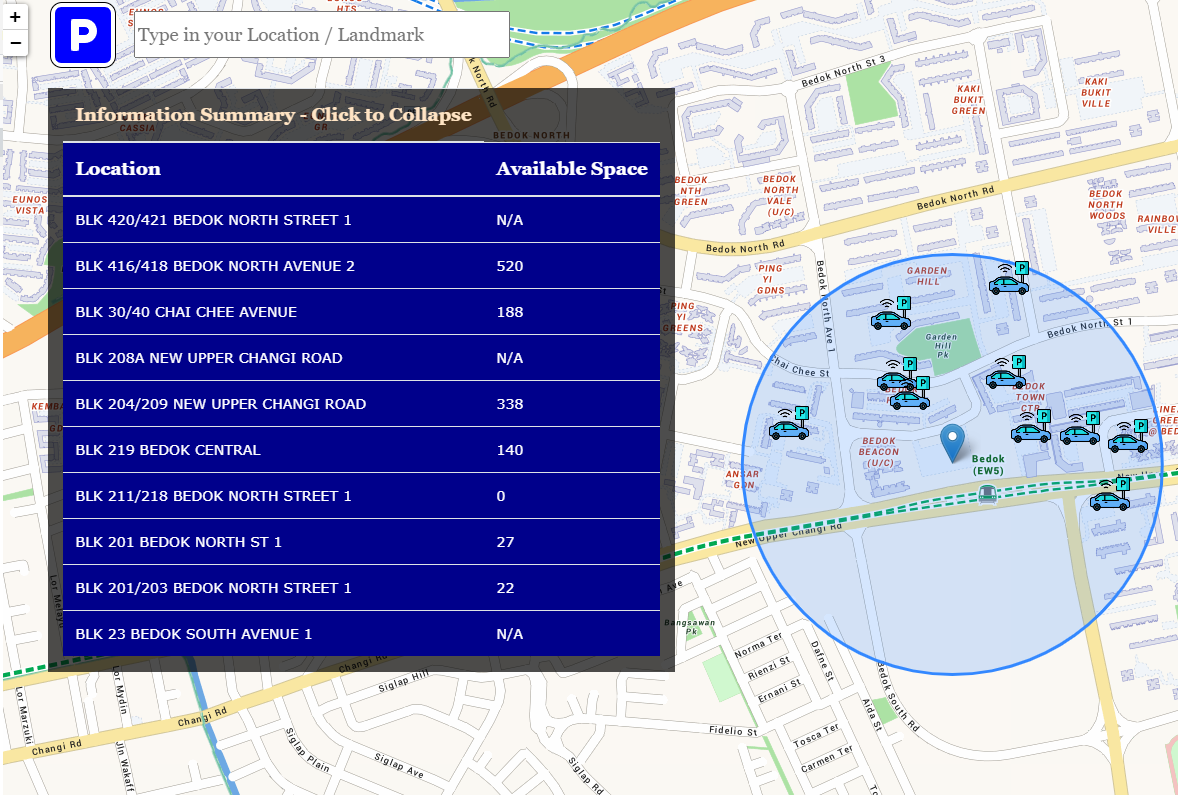 +
−
P
Type in your Location / Landmark
Information Summary - Click to Collapse
Location Available Space
BLK 420/421 BEDOK NORTH STREET 1 N/A
BLK 416/418 BEDOK NORTH AVENUE 2 520
BLK 30/40 CHAI CHEE AVENUE 188
BLK 208A NEW UPPER CHANGI ROAD N/A
BLK 204/209 NEW UPPER CHANGI ROAD 338
BLK 219 BEDOK CENTRAL 140
BLK 211/218 BEDOK NORTH STREET 1 0
BLK 201 BEDOK NORTH ST 1 27
BLK 201/203 BEDOK NORTH STREET 1 22
BLK 23 BEDOK SOUTH AVENUE 1 N/A
HTS
CASSIA
GR
BEDOK NORTH
EUNOS
VISTA
Bedok North St 3
KAKI
BUKIT
GREEN
KAKI
BUKIT
VILLE
BEDOK
NTH
GREEN
BEDOK
NORTH
VALE
(U/C)
BEDOK
NORTH
WOODS
RAINBOW
VILLE
Bedok North Rd
Bedok North Rd
PING
YI
GDNS
PING
YI
GREENS
Bedok North Ave 1
GARDEN
HILL
Garden
Hill
Pk
Bedok North St 1
Chai Chee St
BEDOK
TOWN
CTR
BEDOK
BEACON
(U/C)
Bedok
(EW5)
ANSAR
GDN
New Upper Changi Rd
Bangsawan
Pk
Norma Ter
Rienzi St
Ernani St
Dafne St
Aida St
Bedok South Rd
Tosca Ter
Carmen Ter
Fidelio St
Siglap Hill
Changi Rd
Changi Rd
Changi Rd
Lor Marzuki
Lor Mydin
Lor Melayu
Jln Wakaff
Siglap Plain
Siglap Ave
Siglap Rd